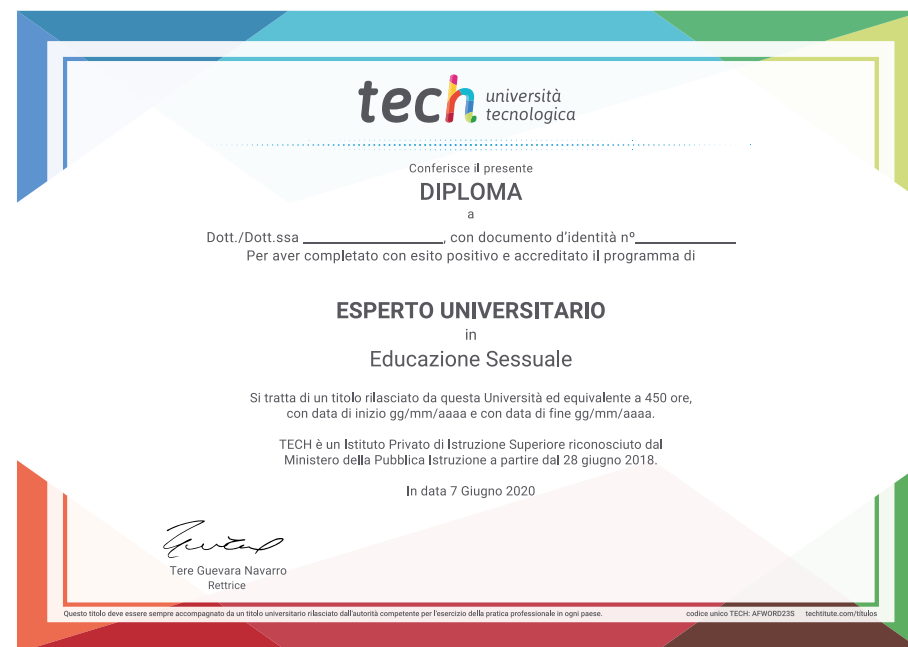 tech università
tecnologica
Conferisce il presente
DIPLOMA
a
Dott./Dott.ssa ______________________, con documento d'identità nº________________
Per aver completato con esito positivo e accreditato il programma di
ESPERTO UNIVERSITARIO
in
Educazione Sessuale
Si tratta di un titolo rilasciato da questa Università ed equivalente a 450 ore,
con data di inizio gg/mm/aaaa e con data di fine gg/mm/aaaa.
TECH è un Istituto Privato di Istruzione Superiore riconosciuto dal
Ministero della Pubblica Istruzione a partire dal 28 giugno 2018.
In data 7 Giugno 2020
Tere Guevara Navarro
Rettrice
Questo titolo deve essere sempre accompagnato da un titolo universitario rilasciato dall'autorità competente per l'esercizio della pratica professionale in ogni paese. codice unico TECH: AFWORD23S techtitute.com/titulos